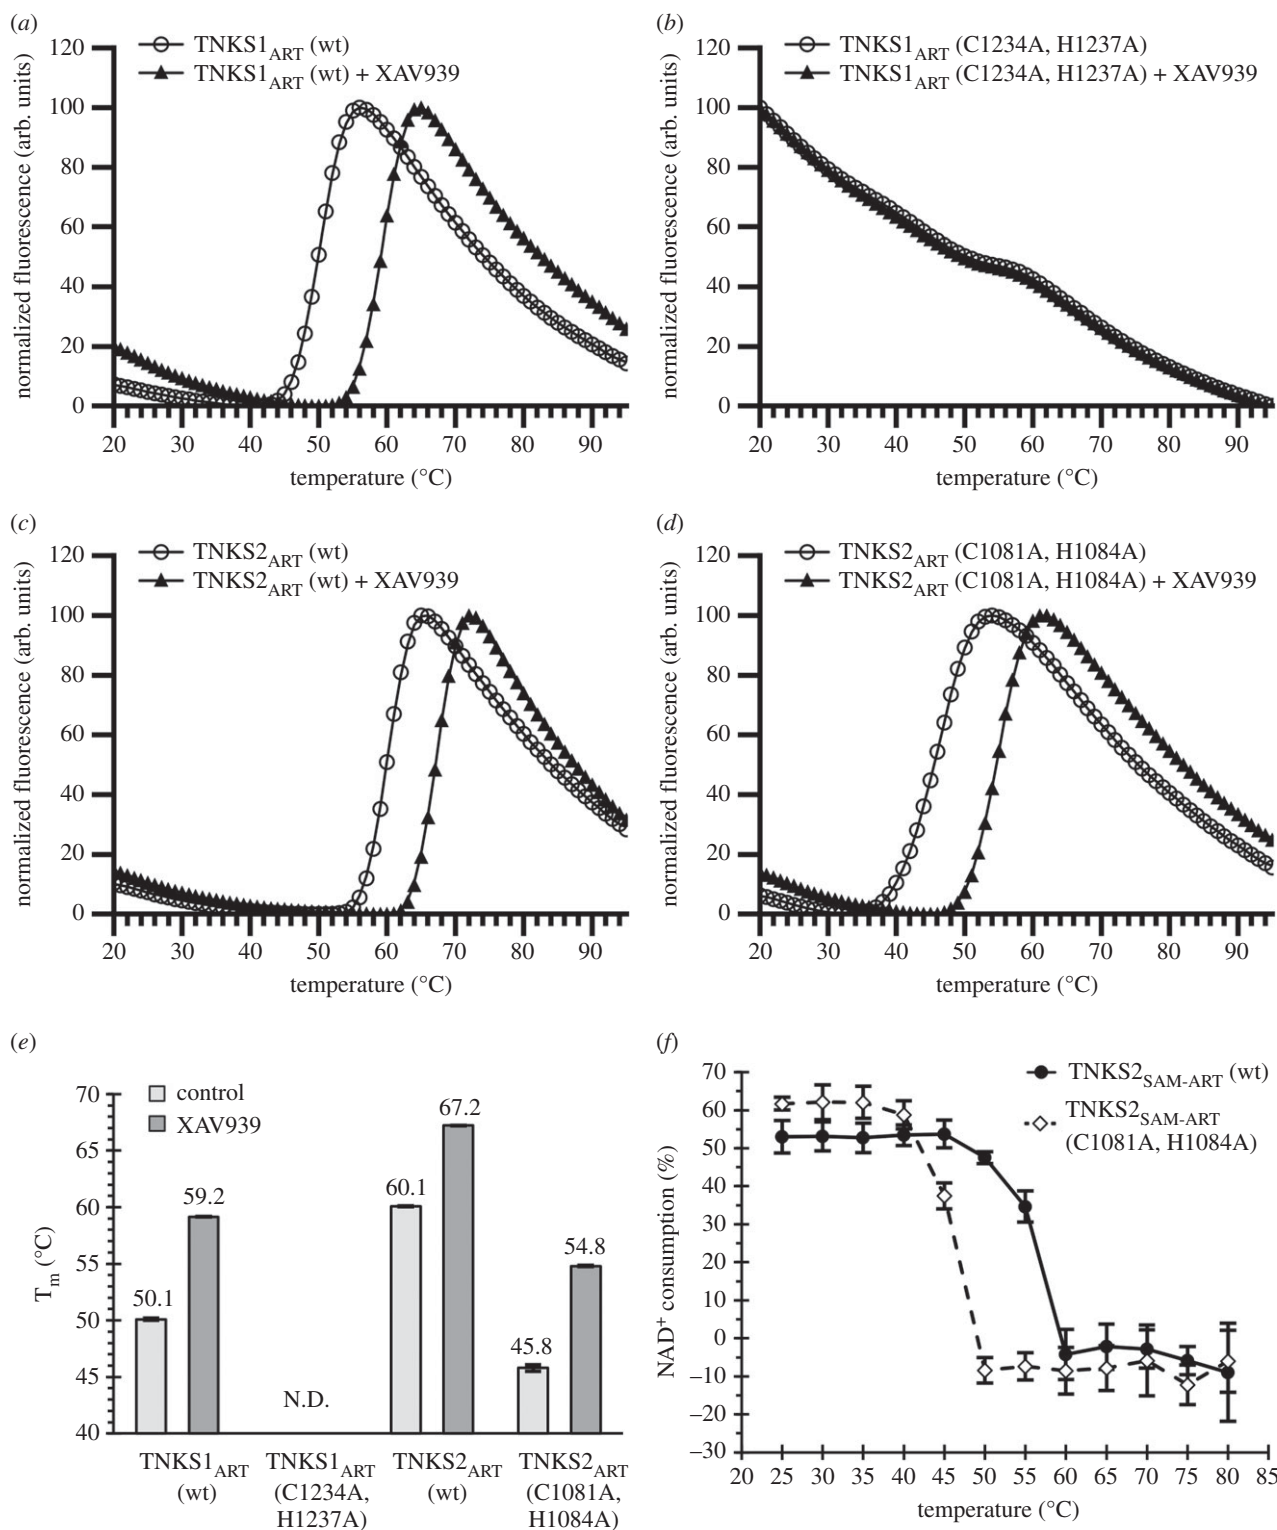 (a)
TNKS1ART (wt)
TNKS1ART (wt) + XAV939
normalized fluorescence (arb. units)
120
100
80
60
40
20
0
20 30 40 50 60 70 80 90
temperature (°C)
(b)
TNKS1ART (C1234A, H1237A)
TNKS1ART (C1234A, H1237A) + XAV939
normalized fluorescence (arb. units)
120
100
80
60
40
20
0
20 30 40 50 60 70 80 90
temperature (°C)
(c)
TNKS2ART (wt)
TNKS2ART (wt) + XAV939
normalized fluorescence (arb. units)
120
100
80
60
40
20
0
20 30 40 50 60 70 80 90
temperature (°C)
(d)
TNKS2ART (C1081A, H1084A)
TNKS2ART (C1081A, H1084A) + XAV939
normalized fluorescence (arb. units)
120
100
80
60
40
20
0
20 30 40 50 60 70 80 90
temperature (°C)
(e)
control
XAV939
Tm (°C)
70
65
60
55
50
45
40
50.1
59.2
N.D.
60.1
67.2
45.8
54.8
TNKS1ART
(wt)
TNKS1ART
(C1234A,
H1237A)
TNKS2ART
(wt)
TNKS2ART
(C1081A,
H1084A)
(f)
TNKS2SAM-ART (wt)
TNKS2SAM-ART
(C1081A, H1084A)
NAD+ consumption (%)
70
60
50
40
30
20
10
0
–10
–20
–30
20 25 30 35 40 45 50 55 60 65 70 75 80 85
temperature (°C)